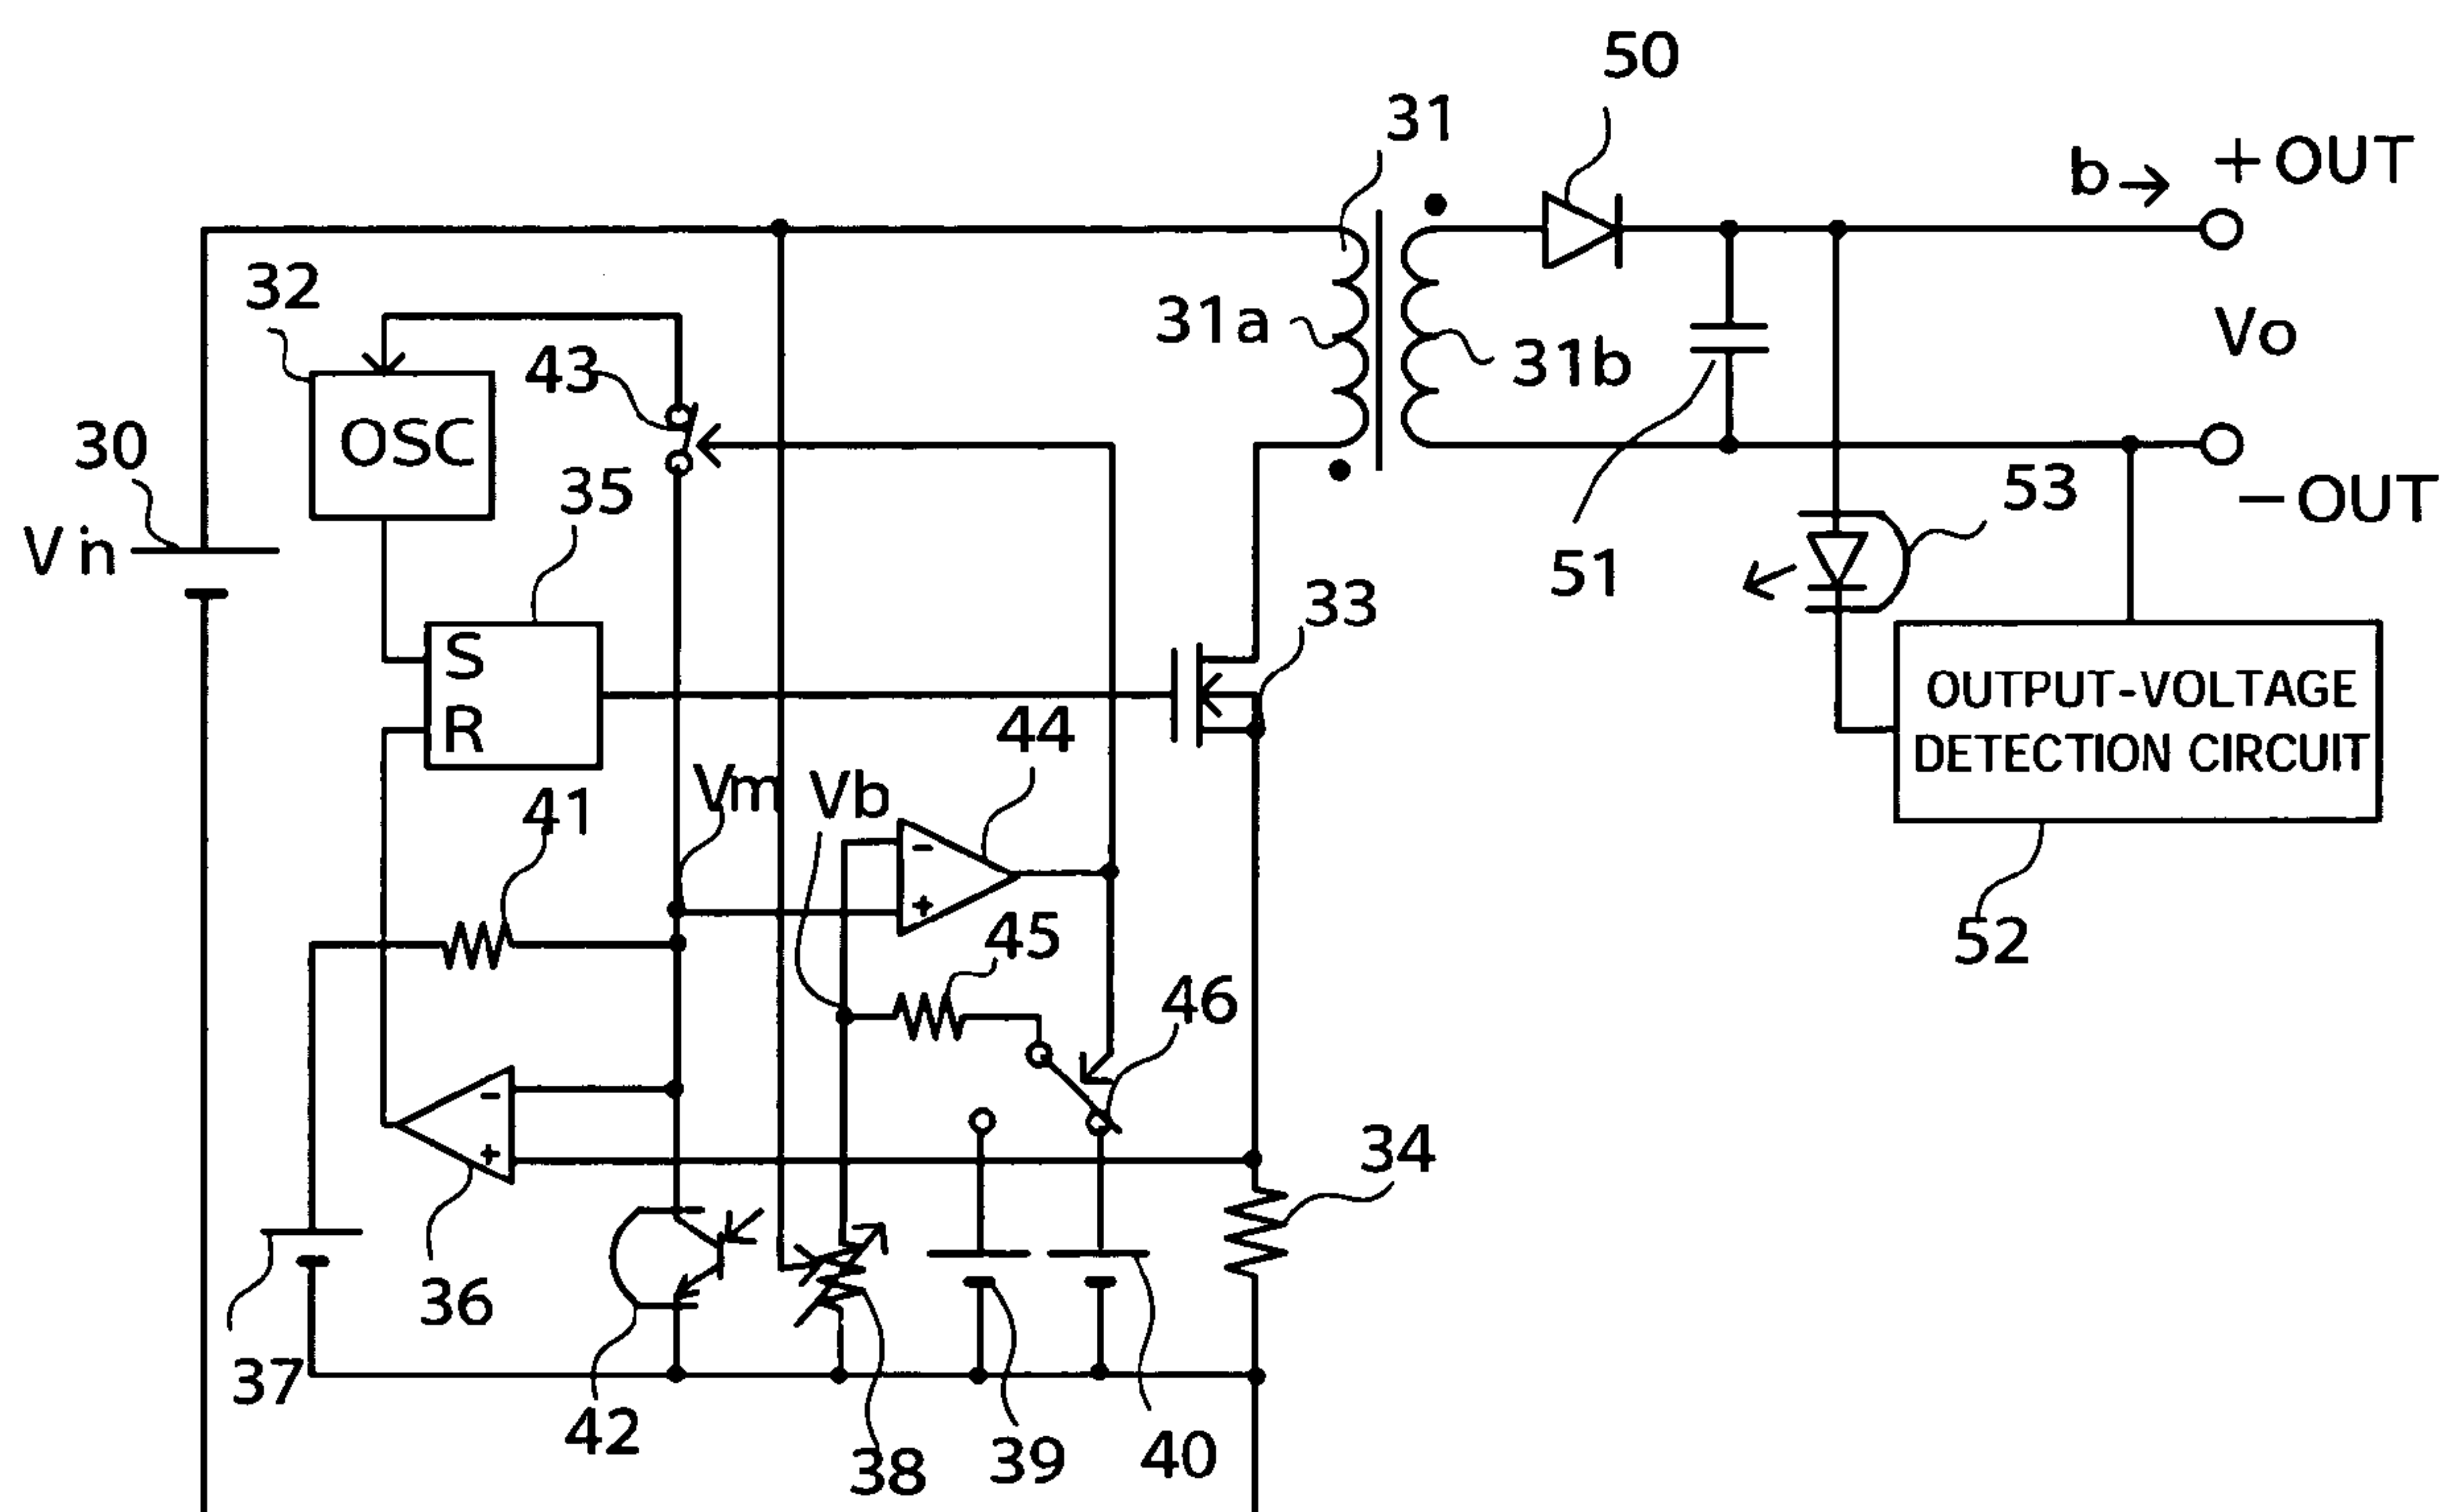 50
31
b
+OUT
32
31a
31b
Vo
43
OSC
30
35
53
−OUT
Vin
51
33
S
R
OUTPUT-VOLTAGE
DETECTION CIRCUIT
44
Vm
Vb
41
-
+
45
52
46
-
+
34
36
37
42
38
39
40